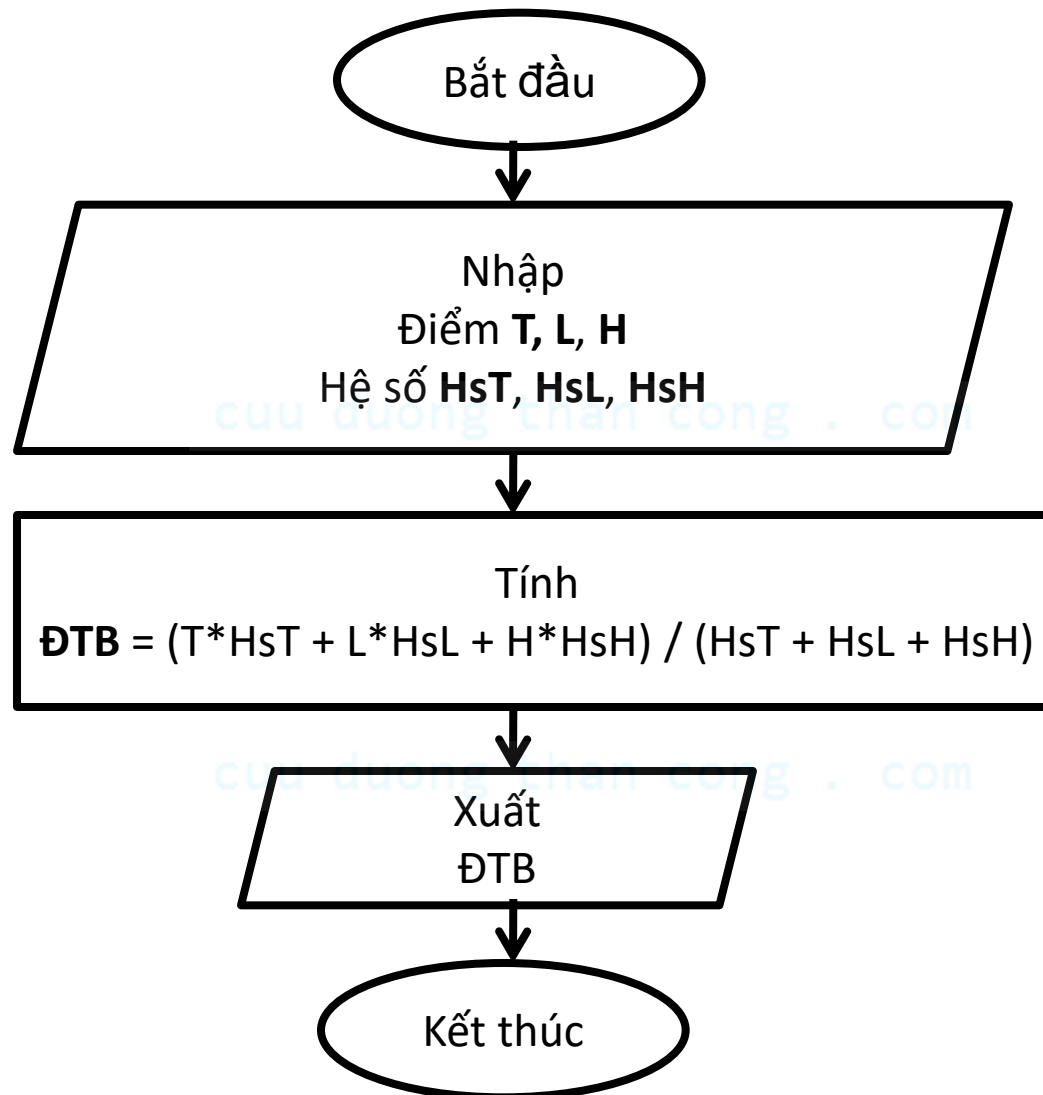 Bắt đầu
Nhập
Điểm T, L, H
Hệ số HsT, HsL, HsH
cuu duong than cong . com
Tính
ĐTB = (T*HsT + L*HsL + H*HsH) / (HsT + HsL + HsH)
cuu duong than cong . com
Xuất
ĐTB
Kết thúc